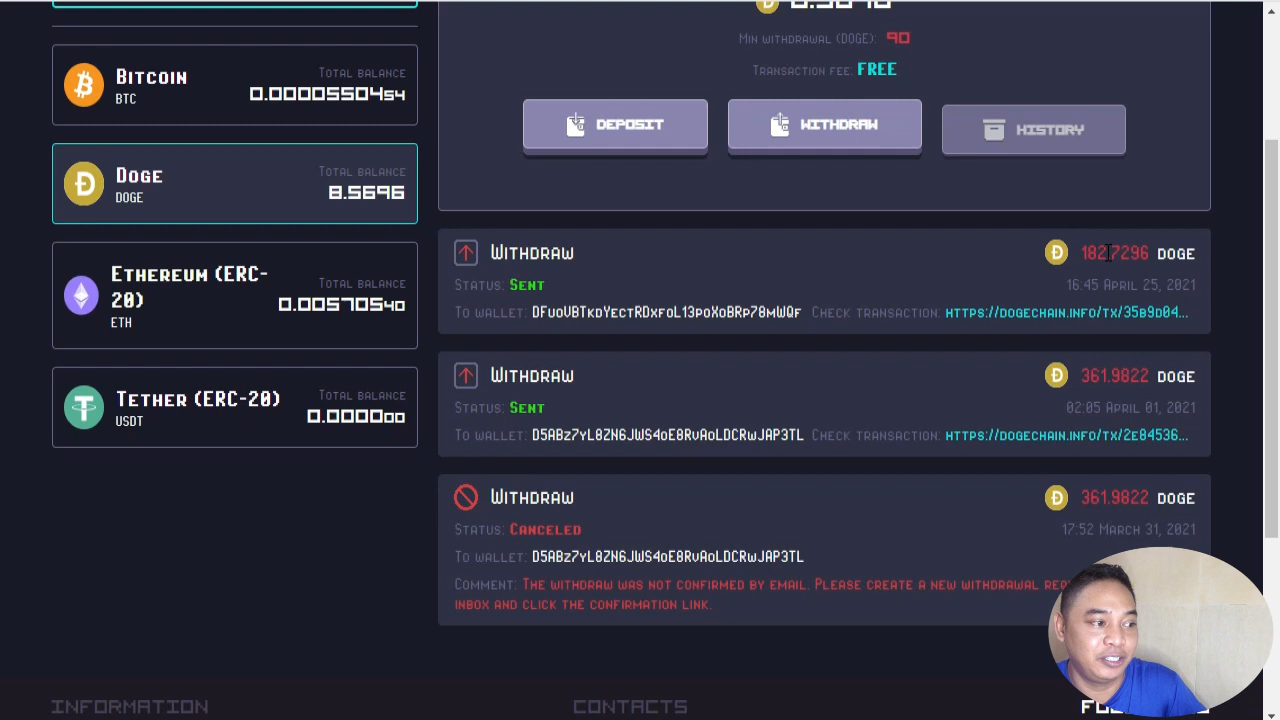 MIN WITHDRAWAL (DOGE): 90
TRANSACTION FEE: FREE
DEPOSIT WITHDRAW HISTORY
BITCOIN
BTC
TOTAL BALANCE
0.0000550454
DOGE
DOGE
TOTAL BALANCE
8.5696
ETHEREUM (ERC-
20)
ETH
TOTAL BALANCE
0.00570540
TETHER (ERC-20)
USDT
TOTAL BALANCE
0.000000
WITHDRAW 182.7296 DOGE
STATUS: SENT 16:45 APRIL 25, 2021
TO WALLET: DFUOVBTKDYECTRDXFOL13POXOBRP78MWQF CHECK TRANSACTION: HTTPS://DOGECHAIN.INFO/TX/35B9D04...
WITHDRAW 361.9822 DOGE
STATUS: SENT 02:05 APRIL 01, 2021
TO WALLET: D5ABZ7YL8ZN6JWS4OE8RVAOLDCRWJAP3TL CHECK TRANSACTION: HTTPS://DOGECHAIN.INFO/TX/2E84536...
WITHDRAW 361.9822 DOGE
STATUS: CANCELED 17:52 MARCH 31, 2021
TO WALLET: D5ABZ7YL8ZN6JWS4OE8RVAOLDCRWJAP3TL
COMMENT: THE WITHDRAW WAS NOT CONFIRMED BY EMAIL. PLEASE CREATE A NEW WITHDRAWAL
INBOX AND CLICK THE CONFIRMATION LINK.
INFORMATION CONTACTS